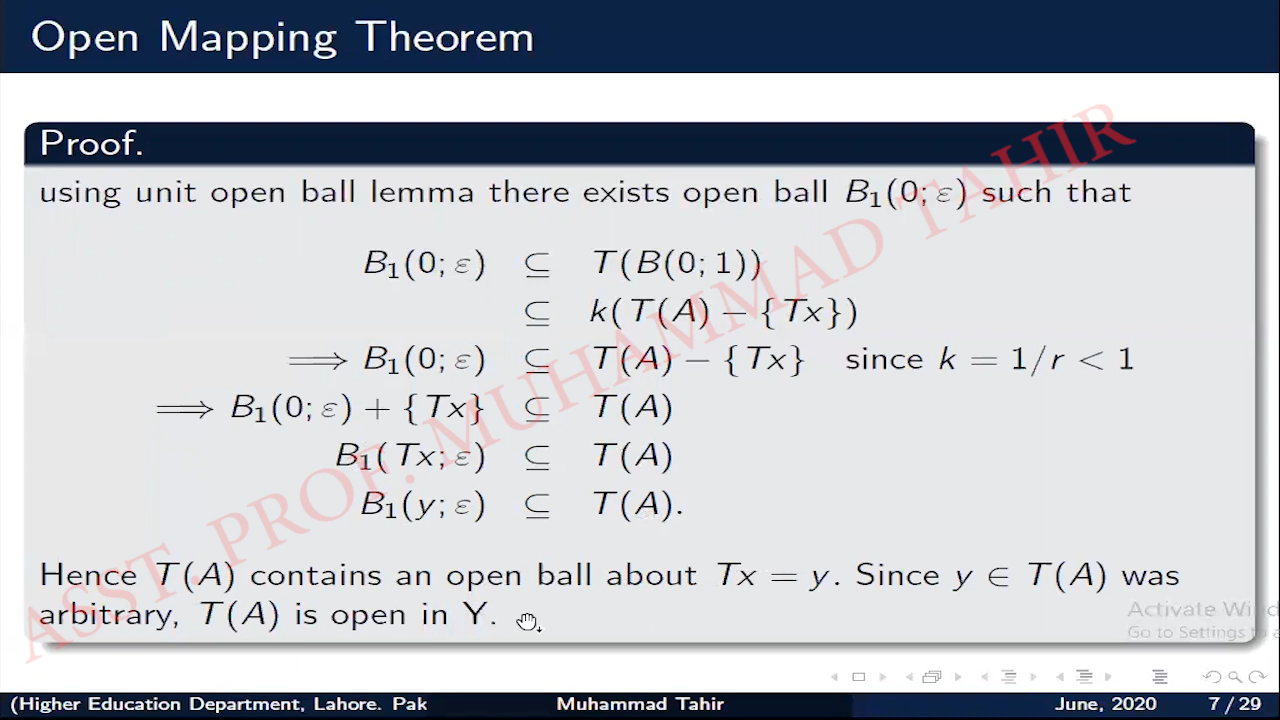 Open Mapping Theorem
Proof.
using unit open ball lemma there exists open ball B₁(0; ε) such that
B₁(0; ε) ⊆ T(B(0; 1))
⊆ k(T(A) − {Tx})
⟹ B₁(0; ε) ⊆ T(A) − {Tx} since k = 1/r < 1
⟹ B₁(0; ε) + {Tx} ⊆ T(A)
B₁(Tx; ε) ⊆ T(A)
B₁(y; ε) ⊆ T(A).
Hence T(A) contains an open ball about Tx = y. Since y ∈ T(A) was
arbitrary, T(A) is open in Y.
ASST. PROF. MUHAMMAD TAHIR
Activate Win
Go to Settings to a
(Higher Education Department, Lahore. Pak Muhammad Tahir June, 2020 7 / 29